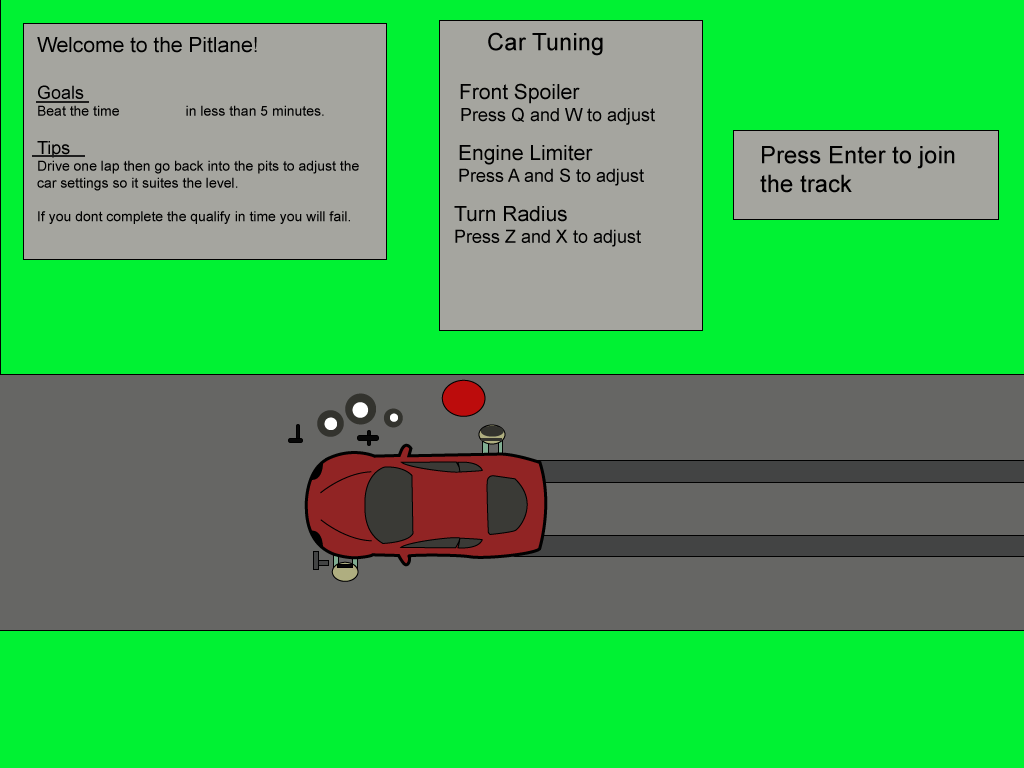 Welcome to the Pitlane!
Goals
Beat the time in less than 5 minutes.
Tips
Drive one lap then go back into the pits to adjust the
car settings so it suites the level.
If you dont complete the qualify in time you will fail.
Car Tuning
Front Spoiler
Press Q and W to adjust
Engine Limiter
Press A and S to adjust
Turn Radius
Press Z and X to adjust
Press Enter to join
the track